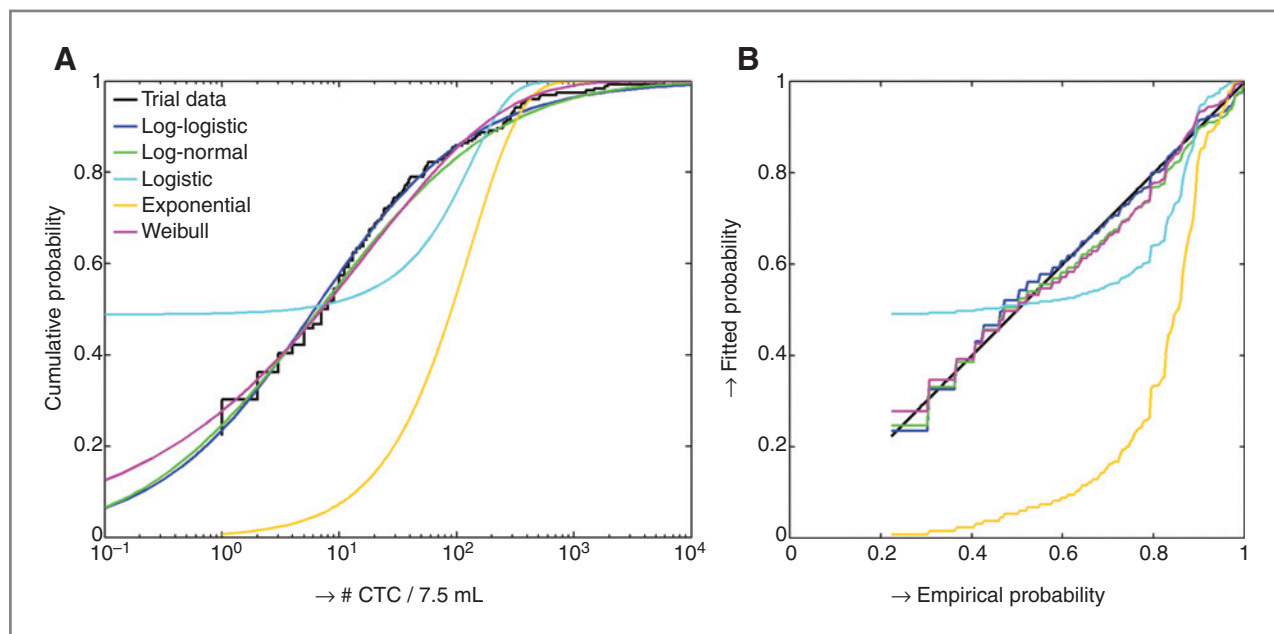 A
1
0.8
0.6
0.4
0.2
0
Cumulative probability
Trial data
Log-logistic
Log-normal
Logistic
Exponential
Weibull
10⁻¹ 10⁰ 10¹ 10² 10³ 10⁴
→ # CTC / 7.5 mL
B
1
0.8
0.6
0.4
0.2
0
→ Fitted probability
0 0.2 0.4 0.6 0.8 1
→ Empirical probability